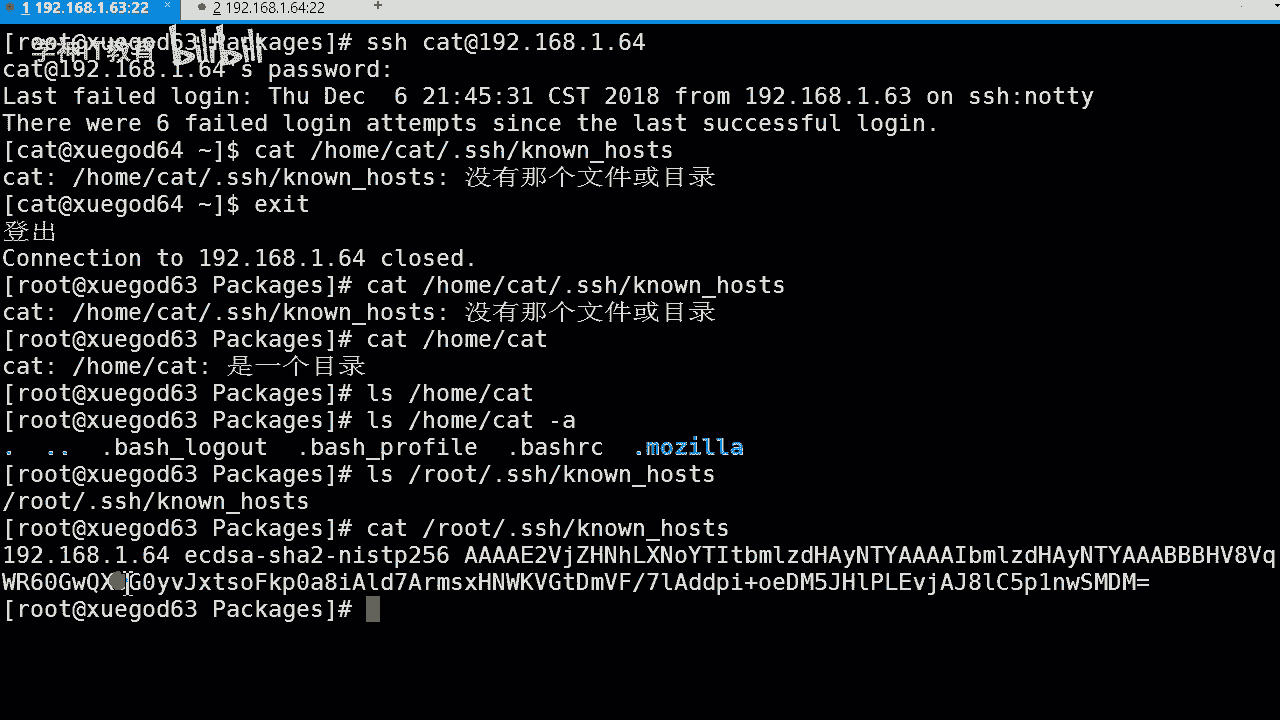 1 192.168.1.63:22 × 2 192.168.1.64:22 +
[root@xuegod63 Packages]# ssh cat@192.168.1.64
学神IT教育 bilibili
cat@192.168.1.64's password:
Last failed login: Thu Dec  6 21:45:31 CST 2018 from 192.168.1.63 on ssh:notty
There were 6 failed login attempts since the last successful login.
[cat@xuegod64 ~]$ cat /home/cat/.ssh/known_hosts
cat: /home/cat/.ssh/known_hosts: 没有那个文件或目录
[cat@xuegod64 ~]$ exit
登出
Connection to 192.168.1.64 closed.
[root@xuegod63 Packages]# cat /home/cat/.ssh/known_hosts
cat: /home/cat/.ssh/known_hosts: 没有那个文件或目录
[root@xuegod63 Packages]# cat /home/cat
cat: /home/cat: 是一个目录
[root@xuegod63 Packages]# ls /home/cat
[root@xuegod63 Packages]# ls /home/cat -a
.  ..  .bash_logout  .bash_profile  .bashrc  .mozilla
[root@xuegod63 Packages]# ls /root/.ssh/known_hosts
/root/.ssh/known_hosts
[root@xuegod63 Packages]# cat /root/.ssh/known_hosts
192.168.1.64 ecdsa-sha2-nistp256 AAAAE2VjZHNhLXNoYTItbmlzdHAyNTYAAAAIbmlzdHAyNTYAAABBBHV8Vq
[root@xuegod63 Packages]#